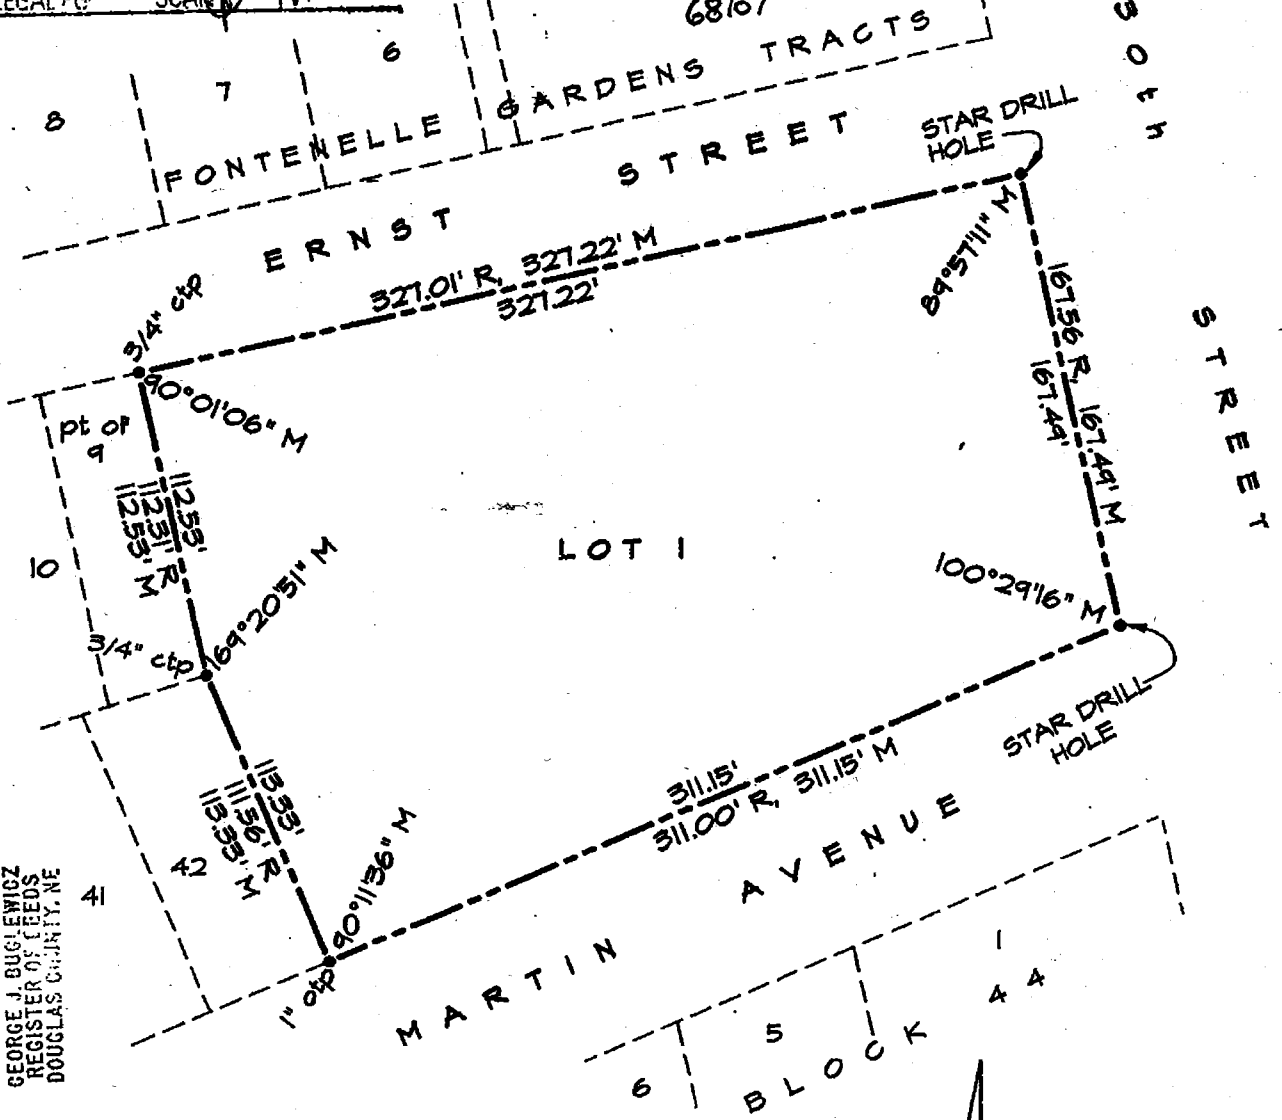 68167
8
7
6
FONTENELLE GARDENS TRACTS
30th STREET
ERNST STREET
STAR DRILL
HOLE
3/4" ctp
327.01' R, 327.22' M
327.22'
89°57'11" M
167.56 R, 167.49' M
167.49'
90°01'06" M
pt of
9
112.53'
112.31' R
112.53' M
10
LOT 1
3/4" ctp
169°20'51" M
100°29'16" M
STAR DRILL
HOLE
113.33'
111.56' R
113.33' M
42
41
90°11'36" M
311.15'
311.00' R, 311.15' M
1" otp
MARTIN AVENUE
1
5
6
BLOCK 44
GEORGE J. BUGLEWICZ
REGISTER OF DEEDS
DOUGLAS COUNTY, NE